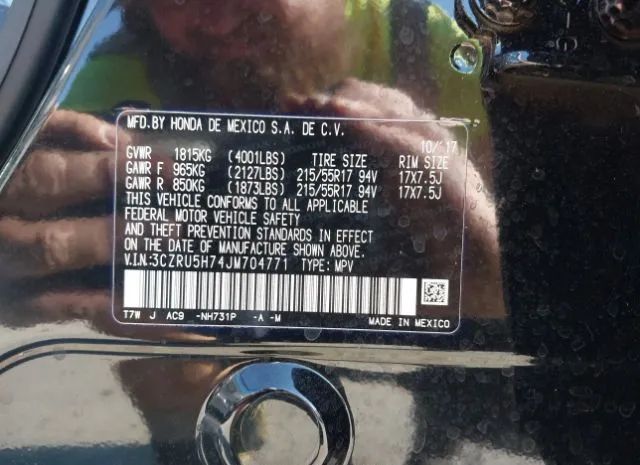 MFD.BY HONDA DE MEXICO S.A. DE C.V.
10/17
GVWR 1815KG (4001LBS) TIRE SIZE RIM SIZE
GAWR F 965KG (2127LBS) 215/55R17 94V 17X7.5J
GAWR R 850KG (1873LBS) 215/55R17 94V 17X7.5J
THIS VEHICLE CONFORMS TO ALL APPLICABLE
FEDERAL MOTOR VEHICLE SAFETY
AND THEFT PREVENTION STANDARDS IN EFFECT
ON THE DATE OF MANUFACTURE SHOWN ABOVE.
V.I.N.:3CZRU5H74JM704771 TYPE: MPV
T7W J AC9 -NH731P -A -M MADE IN MEXICO